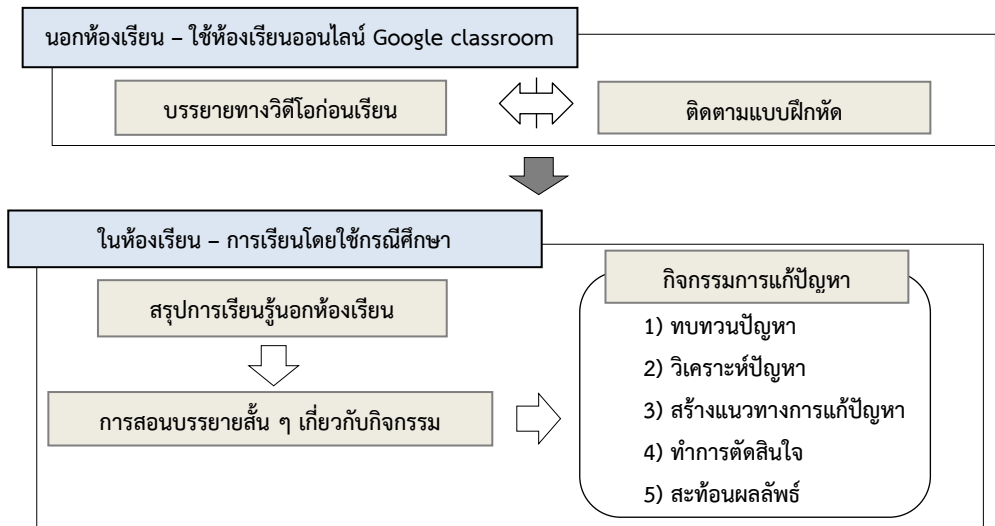 นอกห้องเรียน – ใช้ห้องเรียนออนไลน์ Google classroom
บรรยายทางวิดีโอก่อนเรียน
ติดตามแบบฝึกหัด
ในห้องเรียน – การเรียนโดยใช้กรณีศึกษา
สรุปการเรียนรู้นอกห้องเรียน
การสอนบรรยายสั้น ๆ เกี่ยวกับกิจกรรม
กิจกรรมการแก้ปัญหา
1) ทบทวนปัญหา
2) วิเคราะห์ปัญหา
3) สร้างแนวทางการแก้ปัญหา
4) ทำการตัดสินใจ
5) สะท้อนผลลัพธ์